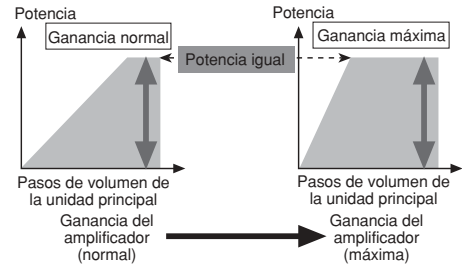 Potencia
Ganancia normal
Potencia igual
Pasos de volumen de
la unidad principal
Ganancia del
amplificador
(normal)
Potencia
Ganancia máxima
Pasos de volumen de
la unidad principal
Ganancia del
amplificador
(máxima)